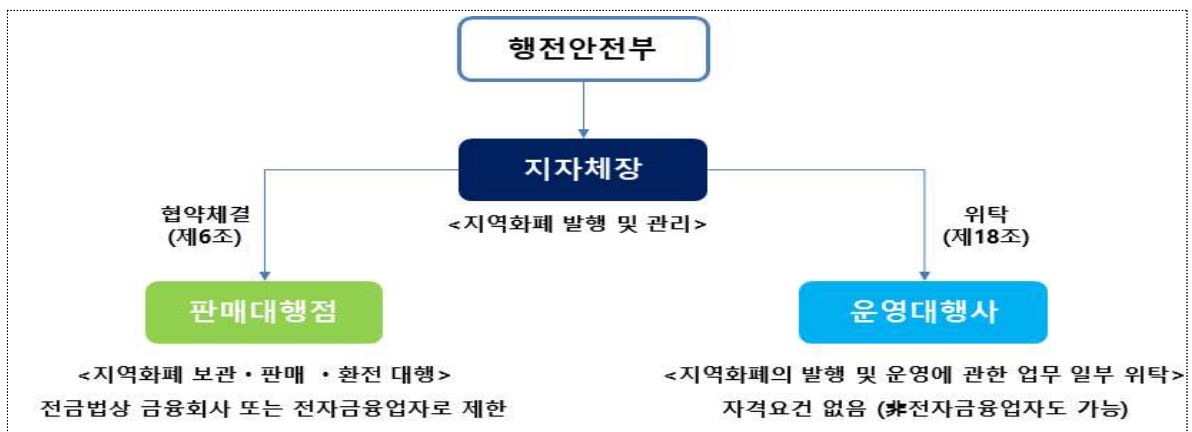 행전안전부
지자체장
<지역화폐 발행 및 관리>
협약체결
(제6조)
위탁
(제18조)
판매대행점
<지역화폐 보관・판매 ・환전 대행>
전금법상 금융회사 또는 전자금융업자로 제한
운영대행사
<지역화폐의 발행 및 운영에 관한 업무 일부 위탁>
자격요건 없음 (非전자금융업자도 가능)